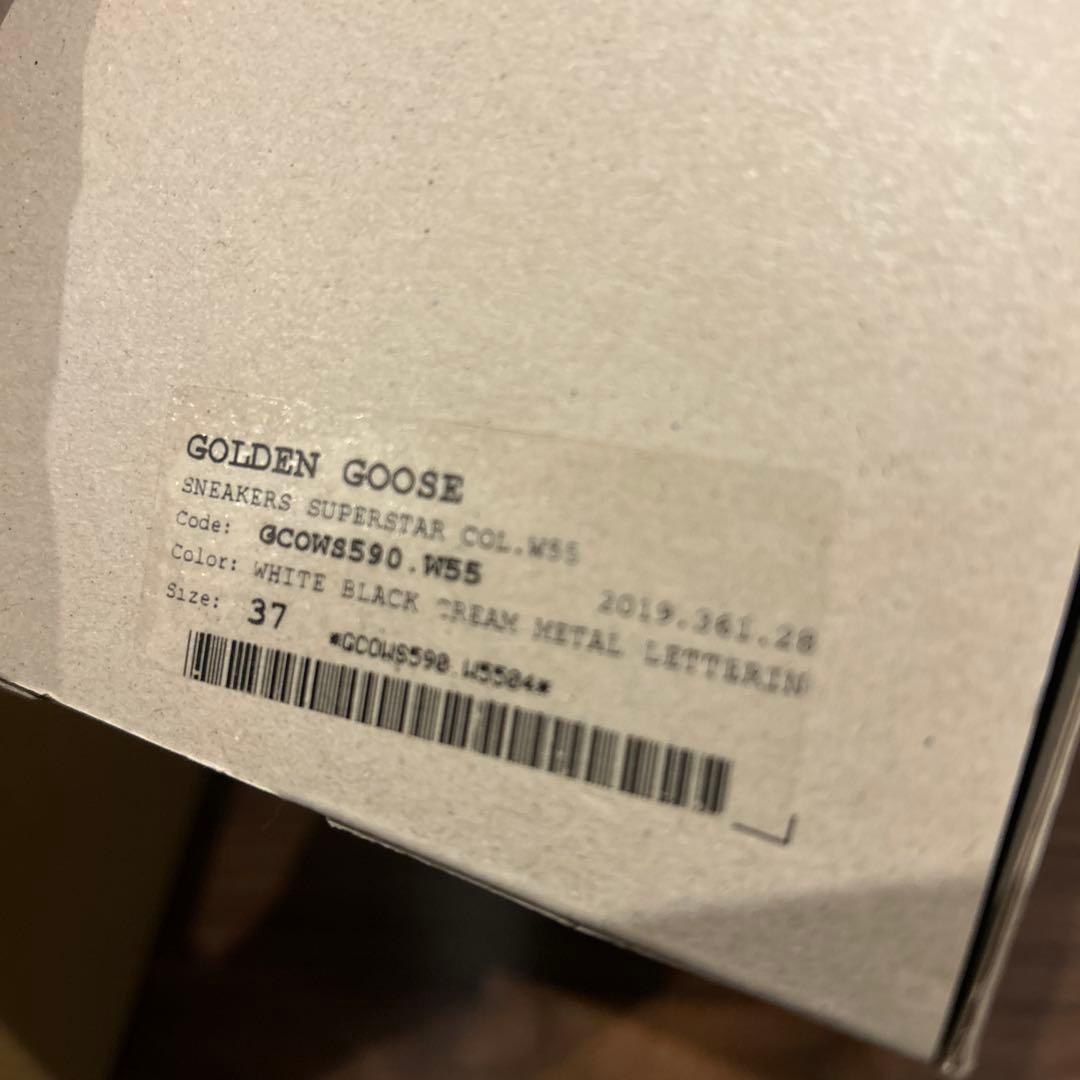 GOLDEN GOOSE
SNEAKERS SUPERSTAR COL.W55
Code: GCOWS590.W55 2019.361.28
Color: WHITE BLACK CREAM METAL LETTERIN
Size: 37
*GCOWS590.W5504*